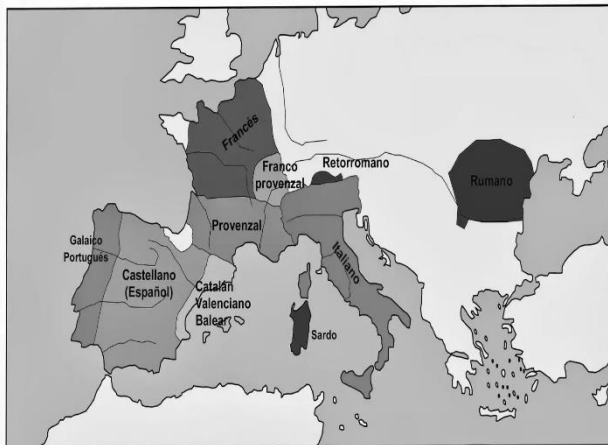 Francés
Franco
provenzal
Retorromano
Rumano
Provenzal
Galaico
Portugués
Castellano
(Español)
Catalán
Valenciano
Balear
Italiano
Sardo